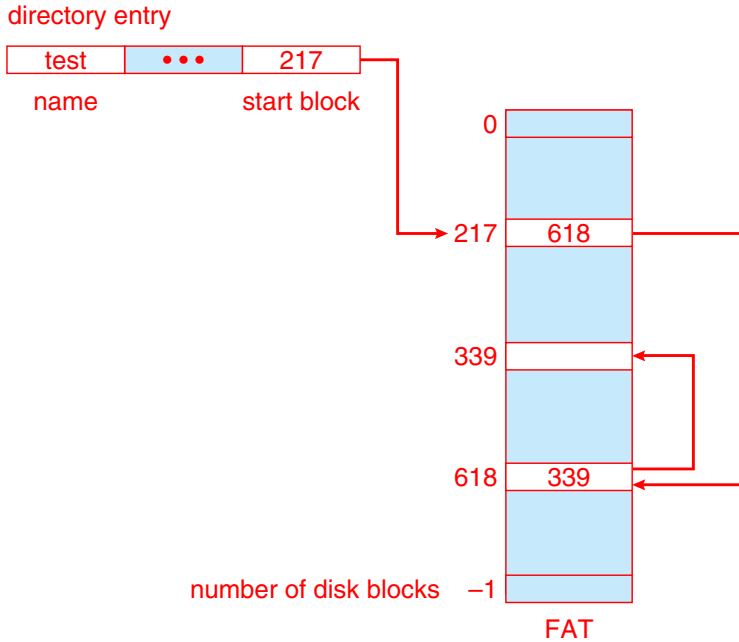 directory entry
test ••• 217
name start block
0
217 618
339
618 339
number of disk blocks –1
FAT